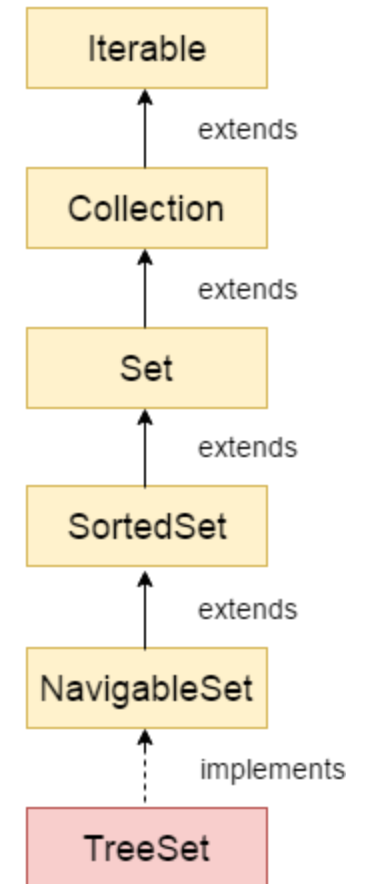 Iterable
extends
Collection
extends
Set
extends
SortedSet
extends
NavigableSet
implements
TreeSet